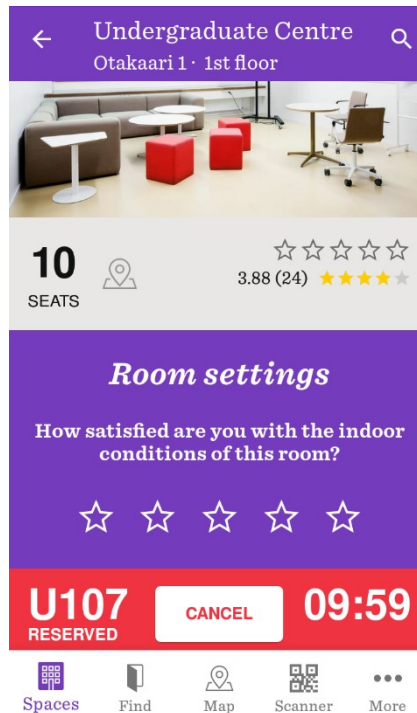 Undergraduate Centre
Otakaari 1 · 1st floor
10
SEATS
3.88 (24)
Room settings
How satisfied are you with the indoor
conditions of this room?
U107
RESERVED
CANCEL
09:59
Spaces
Find
Map
Scanner
More